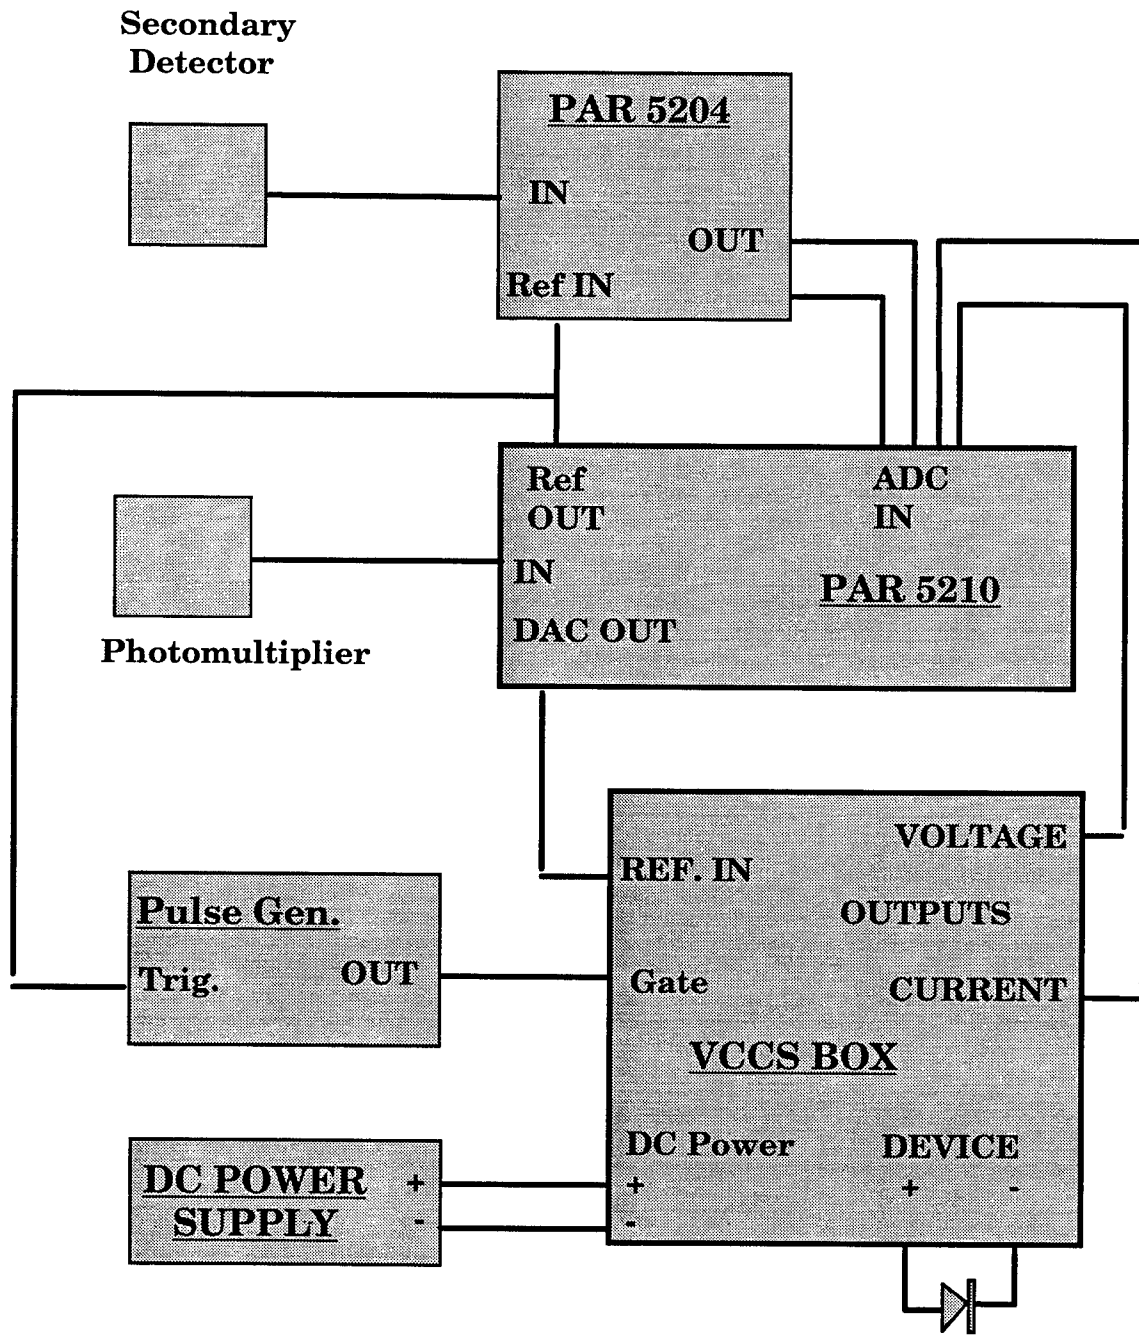 Secondary
Detector
PAR 5204
IN
OUT
Ref IN
Ref
OUT
ADC
IN
IN
PAR 5210
DAC OUT
Photomultiplier
VOLTAGE
REF. IN
OUTPUTS
Pulse Gen.
Trig.
OUT
Gate
CURRENT
VCCS BOX
DC Power
DEVICE
+
-
+
-
DC POWER
SUPPLY
+
-